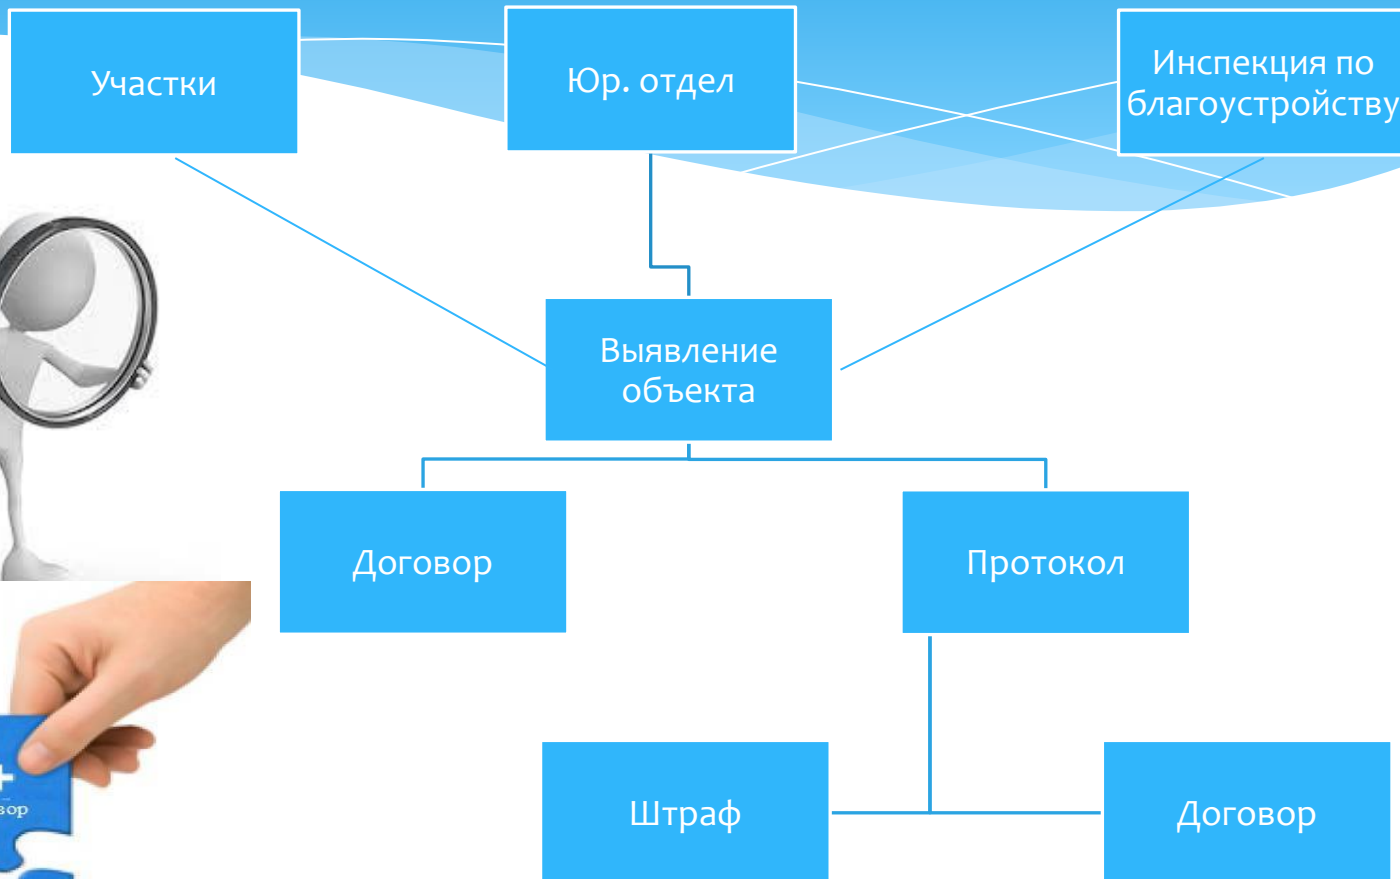 Участки
Юр. отдел
Инспекция по
благоустройству
Выявление
объекта
Договор
Протокол
Штраф
Договор